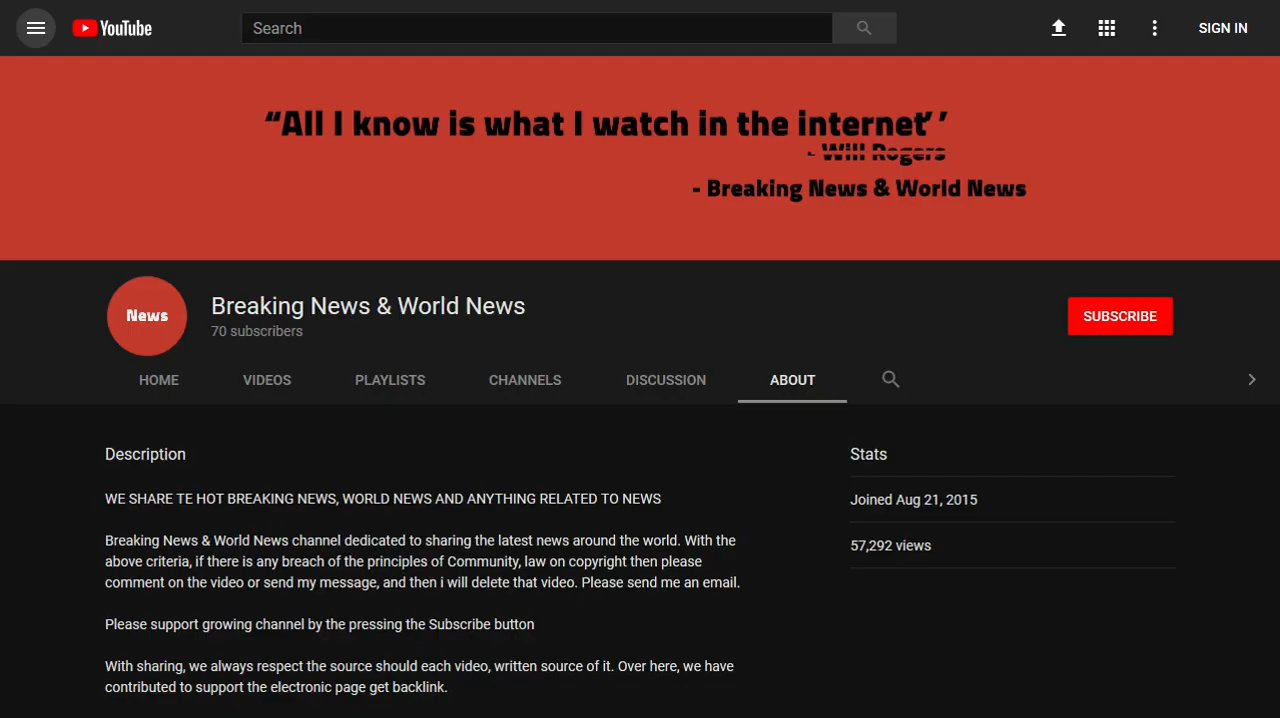 YouTube
Search
SIGN IN
“All I know is what I watch in the internet’’
- Will Rogers
- Breaking News & World News
News
Breaking News & World News
70 subscribers
SUBSCRIBE
HOME VIDEOS PLAYLISTS CHANNELS DISCUSSION ABOUT
Description
WE SHARE TE HOT BREAKING NEWS, WORLD NEWS AND ANYTHING RELATED TO NEWS
Breaking News & World News channel dedicated to sharing the latest news around the world. With the
above criteria, if there is any breach of the principles of Community, law on copyright then please
comment on the video or send my message, and then i will delete that video. Please send me an email.
Please support growing channel by the pressing the Subscribe button
With sharing, we always respect the source should each video, written source of it. Over here, we have
contributed to support the electronic page get backlink.
Stats
Joined Aug 21, 2015
57,292 views